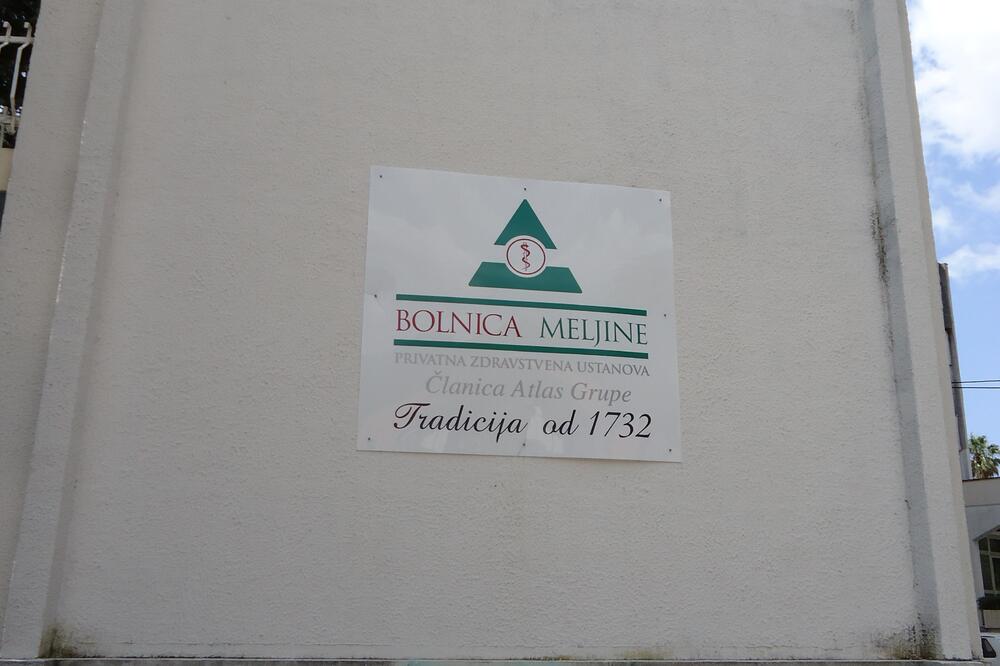 BOLNICA MELJINE
PRIVATNA ZDRAVSTVENA USTANOVA
Članica Atlas Grupe
Tradicija od 1732